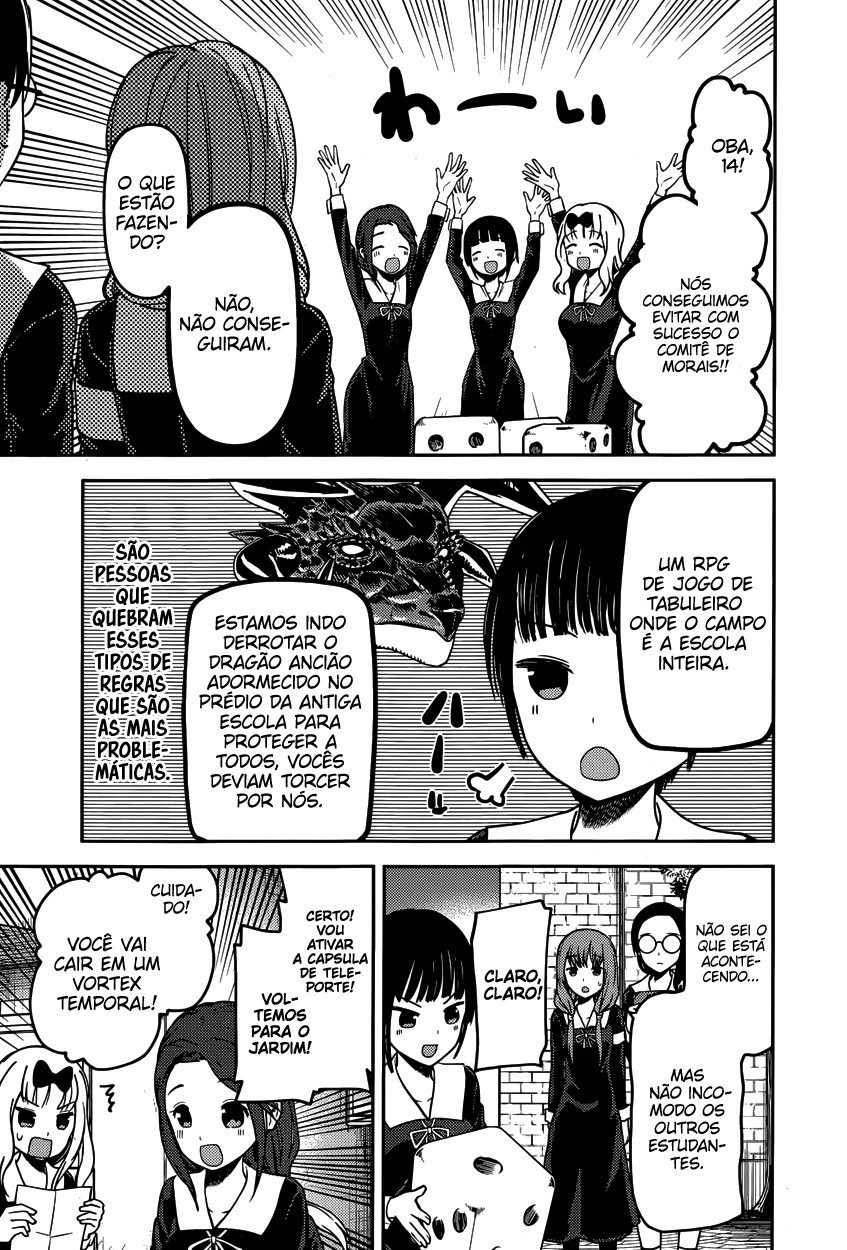 わーい
OBA,
14!
NÓS
CONSEGUIMOS
EVITAR COM
SUCESSO O
COMITÊ DE
MORAIS!!
O QUE
ESTÃO
FAZEN-
DO?
NÃO,
NÃO CONSE-
GUIRAM.
UM RPG
DE JOGO DE
TABULEIRO
ONDE O CAMPO
É A ESCOLA
INTEIRA.
ESTAMOS INDO
DERROTAR O
DRAGÃO ANCIÃO
ADORMECIDO NO
PRÉDIO DA ANTIGA
ESCOLA PARA
PROTEGER A
TODOS, VOCÊS
DEVIAM TORCER
POR NÓS.
SÃO
PESSOAS
QUE
QUEBRAM
ESSES
TIPOS DE
REGRAS
QUE SÃO
AS MAIS
PROBLE-
MÁTICAS.
NÃO SEI O
QUE ESTÁ
ACONTE-
CENDO...
MAS
NÃO INCO-
MODO OS
OUTROS
ESTUDAN-
TES.
CLARO,
CLARO!
CERTO!
VOU
ATIVAR
A CAPSULA
DE TELE-
PORTE!
VOL-
TEMOS
PARA O
JARDIM!
CUIDA-
DO!
VOCÊ VAI
CAIR EM UM
VORTEX
TEMPORAL!